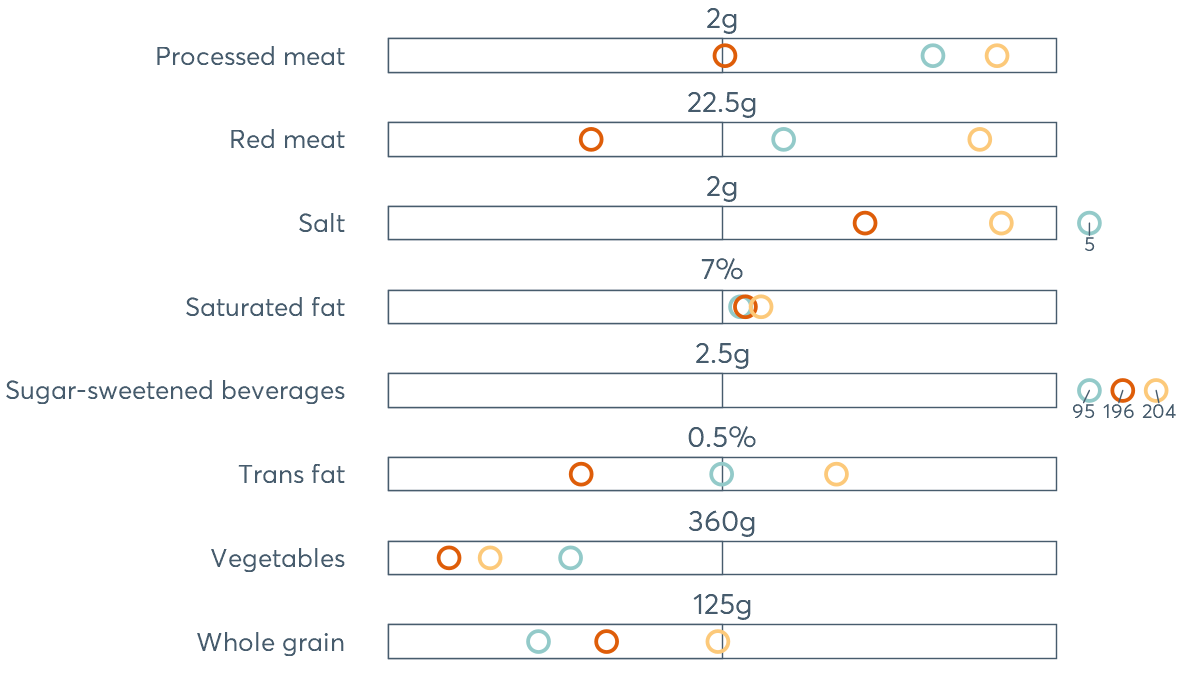 2g
Processed meat
22.5g
Red meat
2g
Salt
5
7%
Saturated fat
2.5g
Sugar-sweetened beverages
95 196 204
0.5%
Trans fat
360g
Vegetables
125g
Whole grain